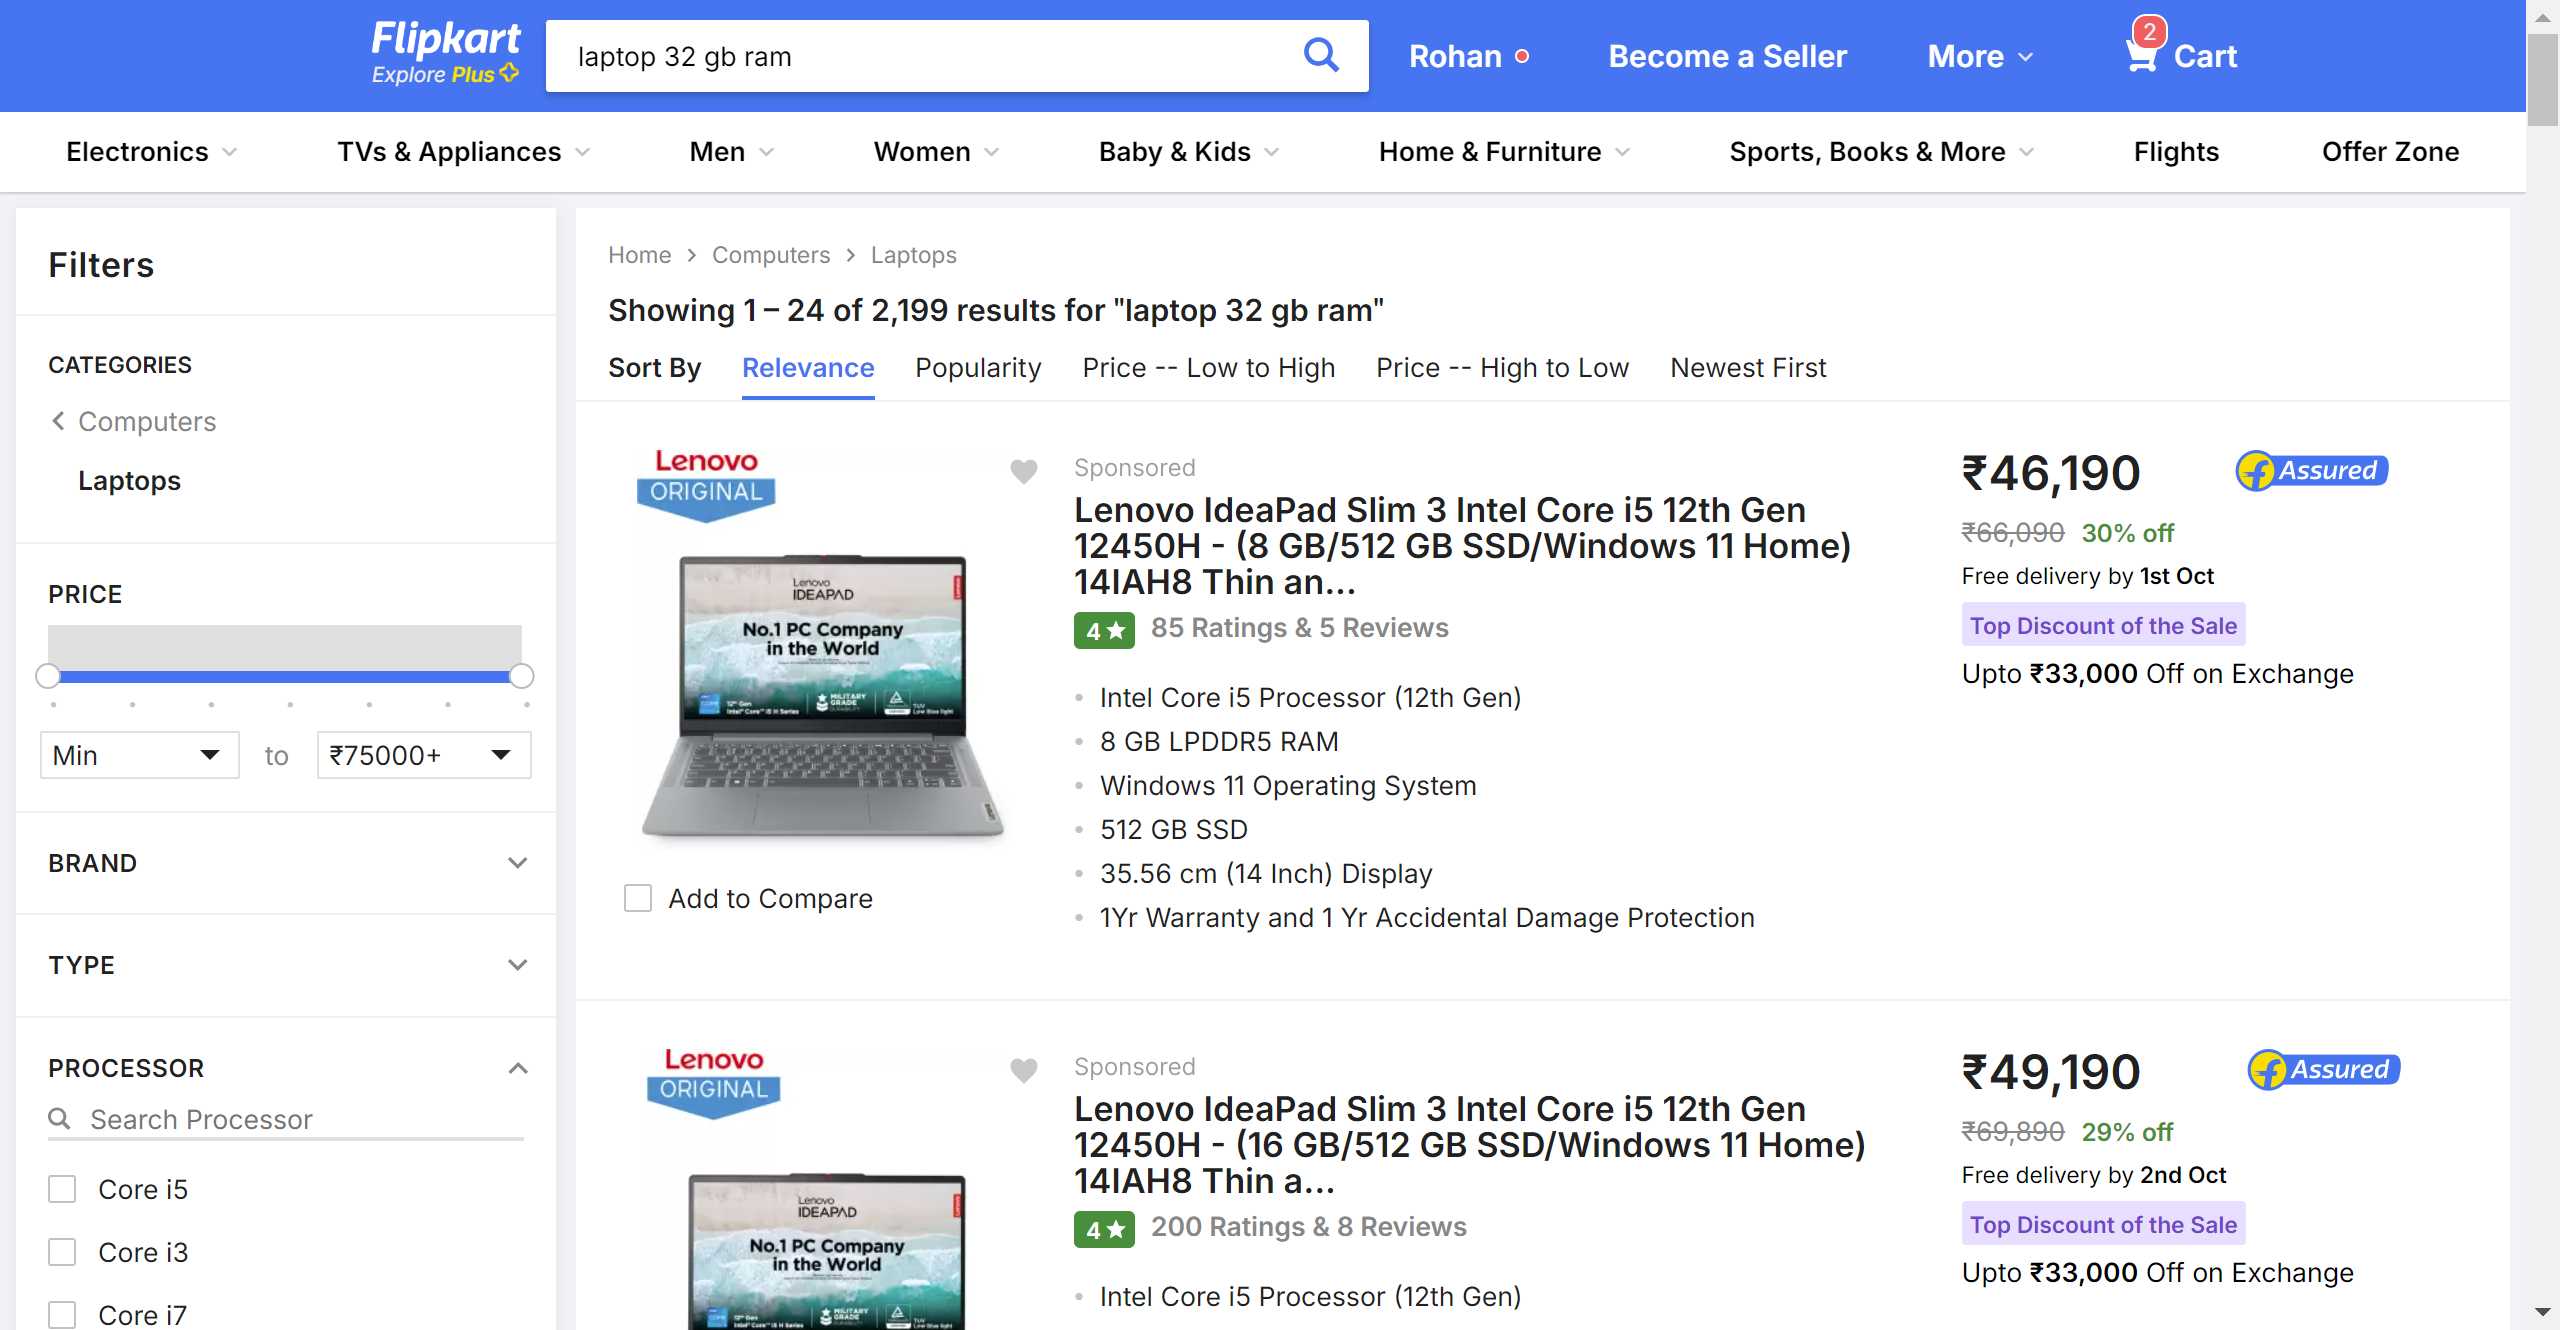 Flipkart
Explore Plus
laptop 32 gb ram
Rohan
Become a Seller
More
2
Cart
Electronics
TVs & Appliances
Men
Women
Baby & Kids
Home & Furniture
Sports, Books & More
Flights
Offer Zone
Filters
CATEGORIES
Computers
Laptops
PRICE
Min
to
₹75000+
BRAND
TYPE
PROCESSOR
Search Processor
Core i5
Core i3
Core i7
Home > Computers > Laptops
Showing 1 – 24 of 2,199 results for "laptop 32 gb ram"
Sort By
Relevance
Popularity
Price -- Low to High
Price -- High to Low
Newest First
Lenovo
ORIGINAL
Lenovo
IDEAPAD
No.1 PC Company
in the World
Add to Compare
Sponsored
Lenovo IdeaPad Slim 3 Intel Core i5 12th Gen
12450H - (8 GB/512 GB SSD/Windows 11 Home)
14IAH8 Thin an...
4★
85 Ratings & 5 Reviews
Intel Core i5 Processor (12th Gen)
8 GB LPDDR5 RAM
Windows 11 Operating System
512 GB SSD
35.56 cm (14 Inch) Display
1Yr Warranty and 1 Yr Accidental Damage Protection
₹46,190
Assured
₹66,090 30% off
Free delivery by 1st Oct
Top Discount of the Sale
Upto ₹33,000 Off on Exchange
Lenovo
ORIGINAL
Lenovo
IDEAPAD
No.1 PC Company
in the World
Sponsored
Lenovo IdeaPad Slim 3 Intel Core i5 12th Gen
12450H - (16 GB/512 GB SSD/Windows 11 Home)
14IAH8 Thin a...
4★
200 Ratings & 8 Reviews
Intel Core i5 Processor (12th Gen)
₹49,190
Assured
₹69,890 29% off
Free delivery by 2nd Oct
Top Discount of the Sale
Upto ₹33,000 Off on Exchange